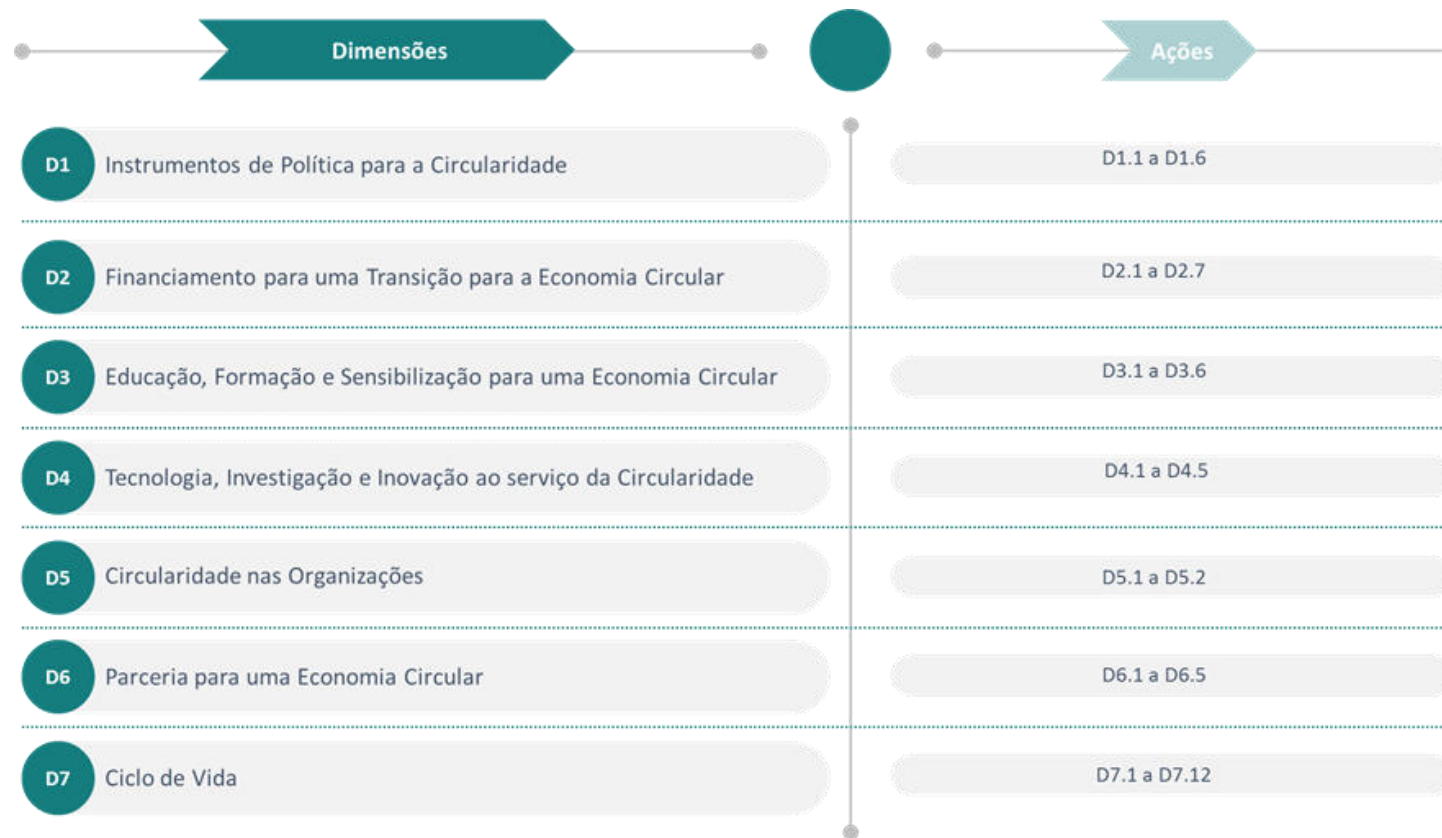 Dimensões
Ações
D1
Instrumentos de Política para a Circularidade
D1.1 a D1.6
D2
Financiamento para uma Transição para a Economia Circular
D2.1 a D2.7
D3
Educação, Formação e Sensibilização para uma Economia Circular
D3.1 a D3.6
D4
Tecnologia, Investigação e Inovação ao serviço da Circularidade
D4.1 a D4.5
D5
Circularidade nas Organizações
D5.1 a D5.2
D6
Parceria para uma Economia Circular
D6.1 a D6.5
D7
Ciclo de Vida
D7.1 a D7.12